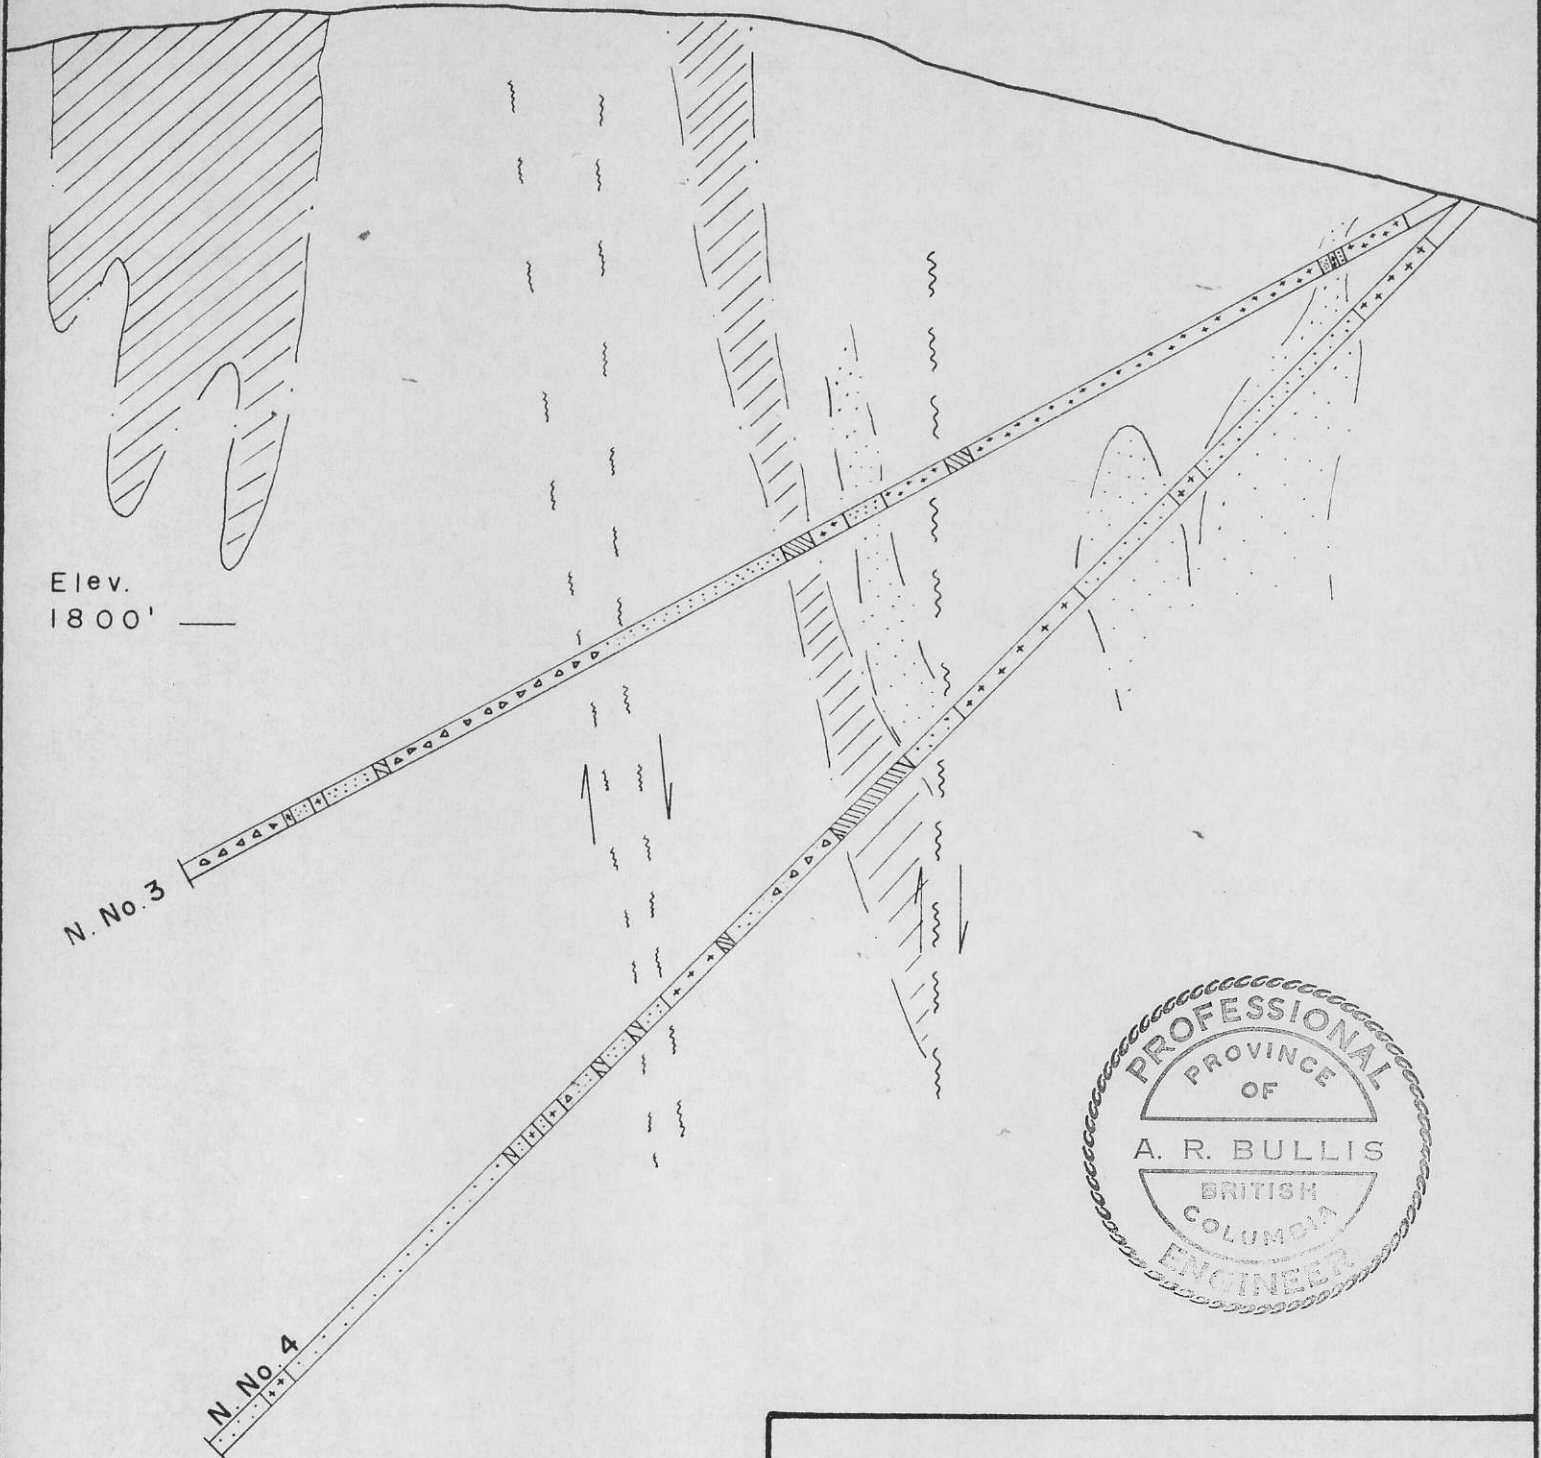 Elev.
1800'
N. No. 3
N. No. 4
PROFESSIONAL
PROVINCE
OF
A. R. BULLIS
BRITISH
COLUMBIA
ENGINEER